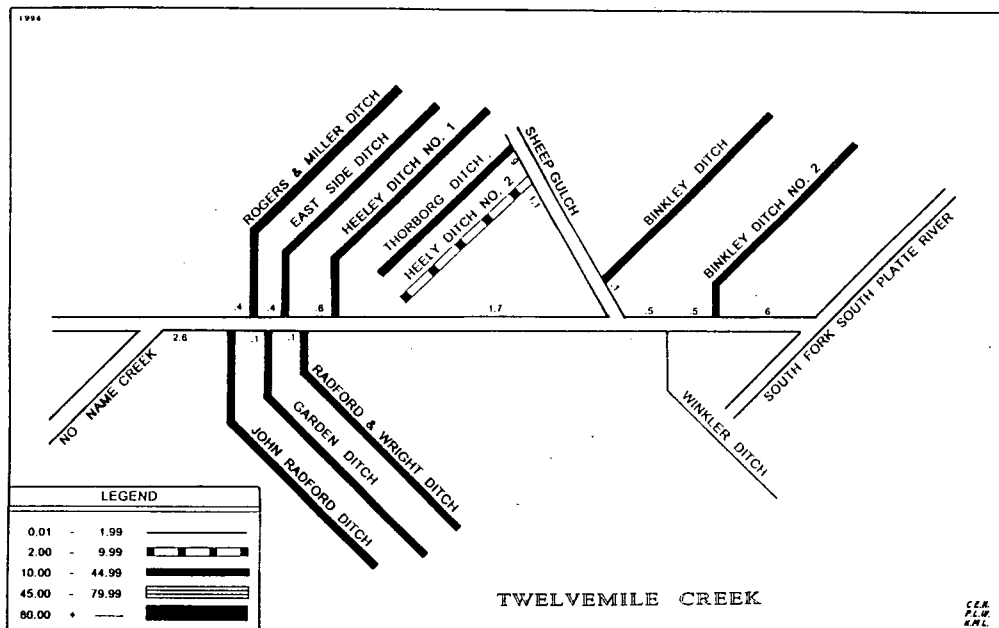 1994
ROGERS & MILLER DITCH
EAST SIDE DITCH
HEELEY DITCH NO. 1
THORBORG DITCH
HEELY DITCH NO. 2
SHEEP GULCH
BINKLEY DITCH
BINKLEY DITCH NO. 2
SOUTH FORK SOUTH PLATTE RIVER
.9
1.1
.1
.4
.4
.6
1.7
.5
.5
.6
2.6
.1
.1
NO NAME CREEK
JOHN RADFORD DITCH
GARDEN DITCH
RADFORD & WRIGHT DITCH
WINKLER DITCH
LEGEND
0.01 - 1.99
2.00 - 9.99
10.00 - 44.99
45.00 - 79.99
80.00 + —
TWELVEMILE CREEK
C.E.H.
P.L.W.
K.M.L.